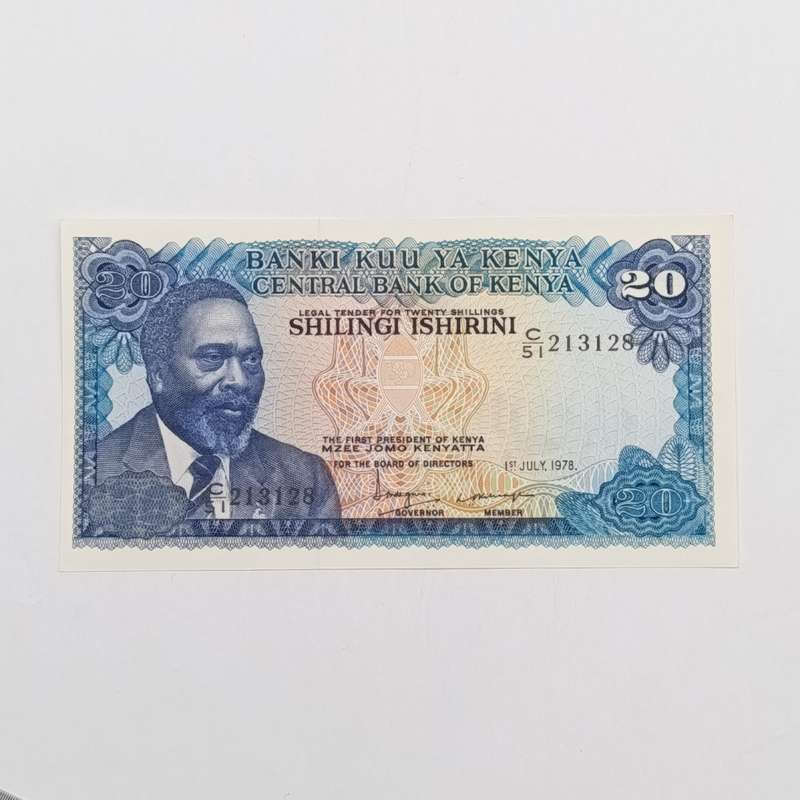 BANKI KUU YA KENYA
CENTRAL BANK OF KENYA
20
20
LEGAL TENDER FOR TWENTY SHILLINGS
SHILINGI ISHIRINI
C/51 213128
THE FIRST PRESIDENT OF KENYA
MZEE JOMO KENYATTA
FOR THE BOARD OF DIRECTORS
1ST JULY, 1978.
C/51 213128
GOVERNOR
MEMBER
20